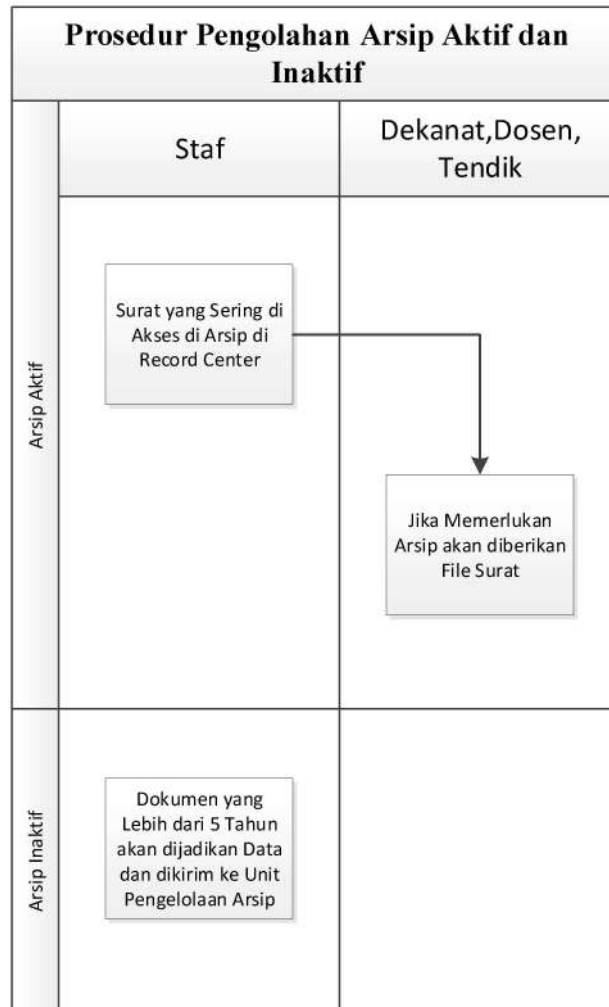 Prosedur Pengolahan Arsip Aktif dan
Inaktif
Staf
Dekanat,Dosen,
Tendik
Arsip Aktif
Surat yang Sering di
Akses di Arsip di
Record Center
Jika Memerlukan
Arsip akan diberikan
File Surat
Arsip Inaktif
Dokumen yang
Lebih dari 5 Tahun
akan dijadikan Data
dan dikirim ke Unit
Pengelolaan Arsip